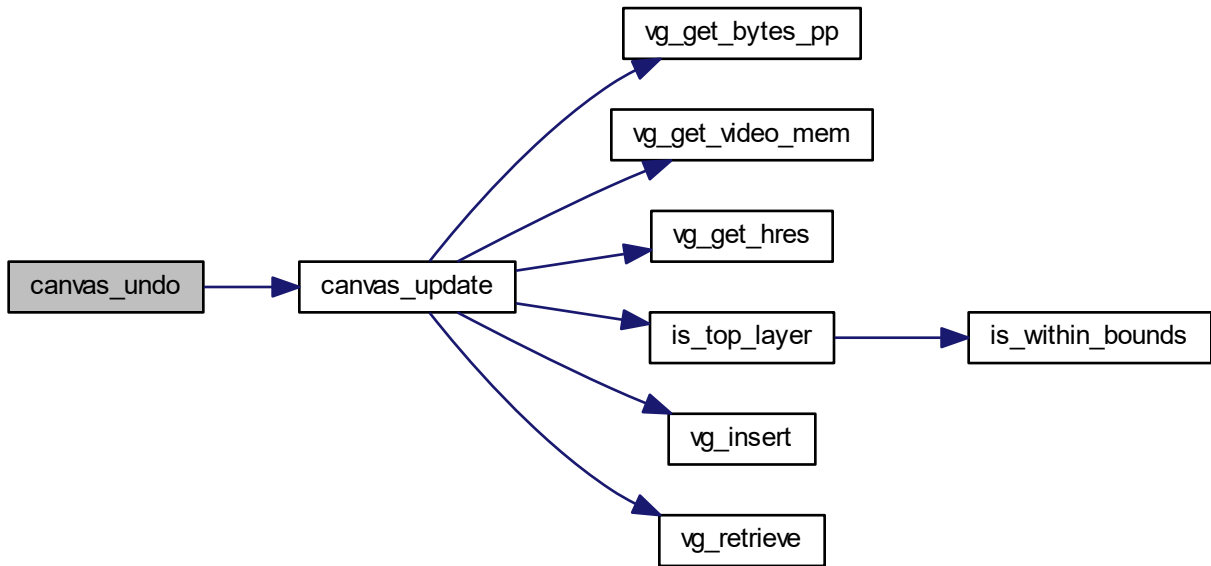 vg_get_bytes_pp
vg_get_video_mem
vg_get_hres
canvas_undo
canvas_update
is_top_layer
is_within_bounds
vg_insert
vg_retrieve